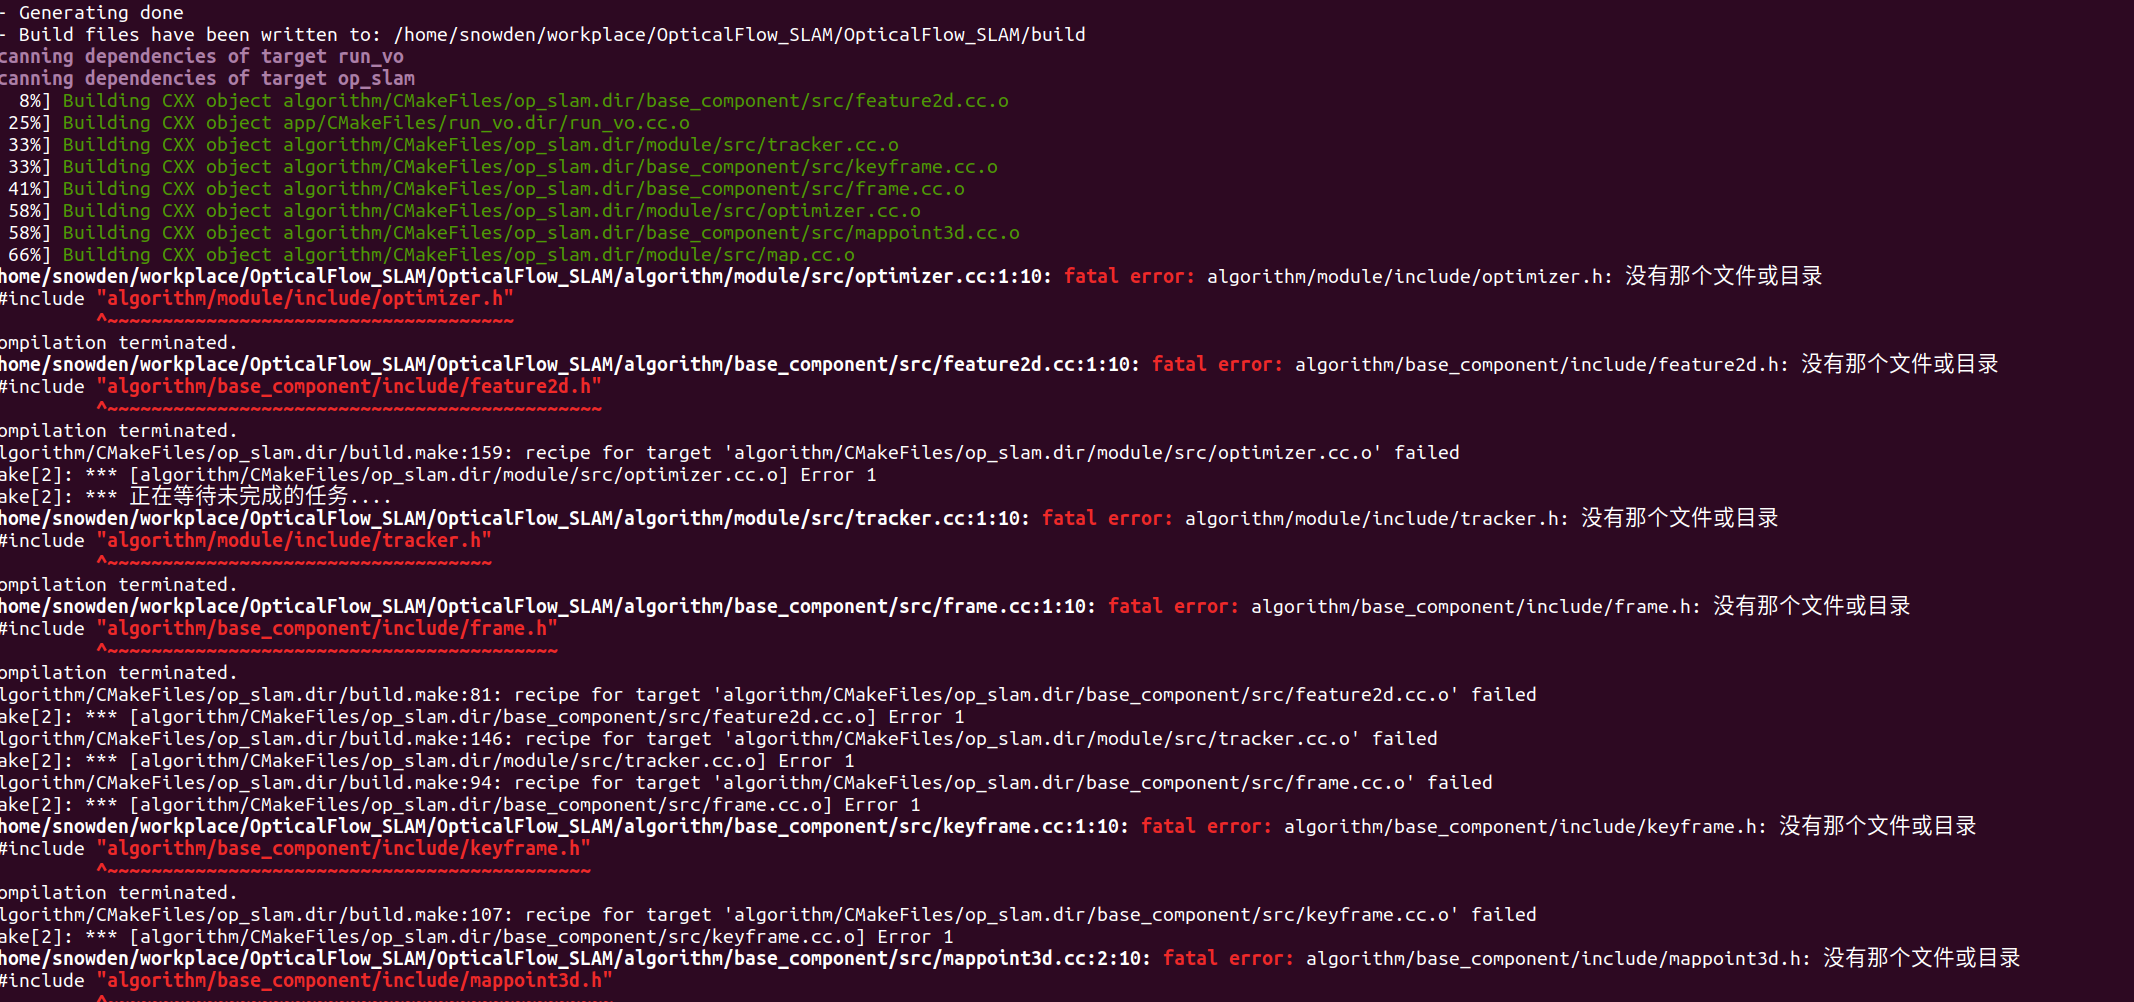 - Generating done
- Build files have been written to: /home/snowden/workplace/OpticalFlow_SLAM/OpticalFlow_SLAM/build
canning dependencies of target run_vo
canning dependencies of target op_slam
8%] Building CXX object algorithm/CMakeFiles/op_slam.dir/base_component/src/feature2d.cc.o
25%] Building CXX object app/CMakeFiles/run_vo.dir/run_vo.cc.o
33%] Building CXX object algorithm/CMakeFiles/op_slam.dir/module/src/tracker.cc.o
33%] Building CXX object algorithm/CMakeFiles/op_slam.dir/base_component/src/keyframe.cc.o
41%] Building CXX object algorithm/CMakeFiles/op_slam.dir/base_component/src/frame.cc.o
58%] Building CXX object algorithm/CMakeFiles/op_slam.dir/module/src/optimizer.cc.o
58%] Building CXX object algorithm/CMakeFiles/op_slam.dir/base_component/src/mappoint3d.cc.o
66%] Building CXX object algorithm/CMakeFiles/op_slam.dir/module/src/map.cc.o
home/snowden/workplace/OpticalFlow_SLAM/OpticalFlow_SLAM/algorithm/module/src/optimizer.cc:1:10: fatal error: algorithm/module/include/optimizer.h: 没有那个文件或目录
#include "algorithm/module/include/optimizer.h"
^~~~~~~~~~~~~~~~~~~~~~~~~~~~~~~~~~~~~~
ompilation terminated.
home/snowden/workplace/OpticalFlow_SLAM/OpticalFlow_SLAM/algorithm/base_component/src/feature2d.cc:1:10: fatal error: algorithm/base_component/include/feature2d.h: 没有那个文件或目录
#include "algorithm/base_component/include/feature2d.h"
^~~~~~~~~~~~~~~~~~~~~~~~~~~~~~~~~~~~~~~~~~~~~~
ompilation terminated.
lgorithm/CMakeFiles/op_slam.dir/build.make:159: recipe for target 'algorithm/CMakeFiles/op_slam.dir/module/src/optimizer.cc.o' failed
ake[2]: *** [algorithm/CMakeFiles/op_slam.dir/module/src/optimizer.cc.o] Error 1
ake[2]: *** 正在等待未完成的任务....
home/snowden/workplace/OpticalFlow_SLAM/OpticalFlow_SLAM/algorithm/module/src/tracker.cc:1:10: fatal error: algorithm/module/include/tracker.h: 没有那个文件或目录
#include "algorithm/module/include/tracker.h"
^~~~~~~~~~~~~~~~~~~~~~~~~~~~~~~~~~~~
ompilation terminated.
home/snowden/workplace/OpticalFlow_SLAM/OpticalFlow_SLAM/algorithm/base_component/src/frame.cc:1:10: fatal error: algorithm/base_component/include/frame.h: 没有那个文件或目录
#include "algorithm/base_component/include/frame.h"
^~~~~~~~~~~~~~~~~~~~~~~~~~~~~~~~~~~~~~~~~~
ompilation terminated.
lgorithm/CMakeFiles/op_slam.dir/build.make:81: recipe for target 'algorithm/CMakeFiles/op_slam.dir/base_component/src/feature2d.cc.o' failed
ake[2]: *** [algorithm/CMakeFiles/op_slam.dir/base_component/src/feature2d.cc.o] Error 1
lgorithm/CMakeFiles/op_slam.dir/build.make:146: recipe for target 'algorithm/CMakeFiles/op_slam.dir/module/src/tracker.cc.o' failed
ake[2]: *** [algorithm/CMakeFiles/op_slam.dir/module/src/tracker.cc.o] Error 1
lgorithm/CMakeFiles/op_slam.dir/build.make:94: recipe for target 'algorithm/CMakeFiles/op_slam.dir/base_component/src/frame.cc.o' failed
ake[2]: *** [algorithm/CMakeFiles/op_slam.dir/base_component/src/frame.cc.o] Error 1
home/snowden/workplace/OpticalFlow_SLAM/OpticalFlow_SLAM/algorithm/base_component/src/keyframe.cc:1:10: fatal error: algorithm/base_component/include/keyframe.h: 没有那个文件或目录
#include "algorithm/base_component/include/keyframe.h"
^~~~~~~~~~~~~~~~~~~~~~~~~~~~~~~~~~~~~~~~~~~~~
ompilation terminated.
lgorithm/CMakeFiles/op_slam.dir/build.make:107: recipe for target 'algorithm/CMakeFiles/op_slam.dir/base_component/src/keyframe.cc.o' failed
ake[2]: *** [algorithm/CMakeFiles/op_slam.dir/base_component/src/keyframe.cc.o] Error 1
home/snowden/workplace/OpticalFlow_SLAM/OpticalFlow_SLAM/algorithm/base_component/src/mappoint3d.cc:2:10: fatal error: algorithm/base_component/include/mappoint3d.h: 没有那个文件或目录
#include "algorithm/base_component/include/mappoint3d.h"